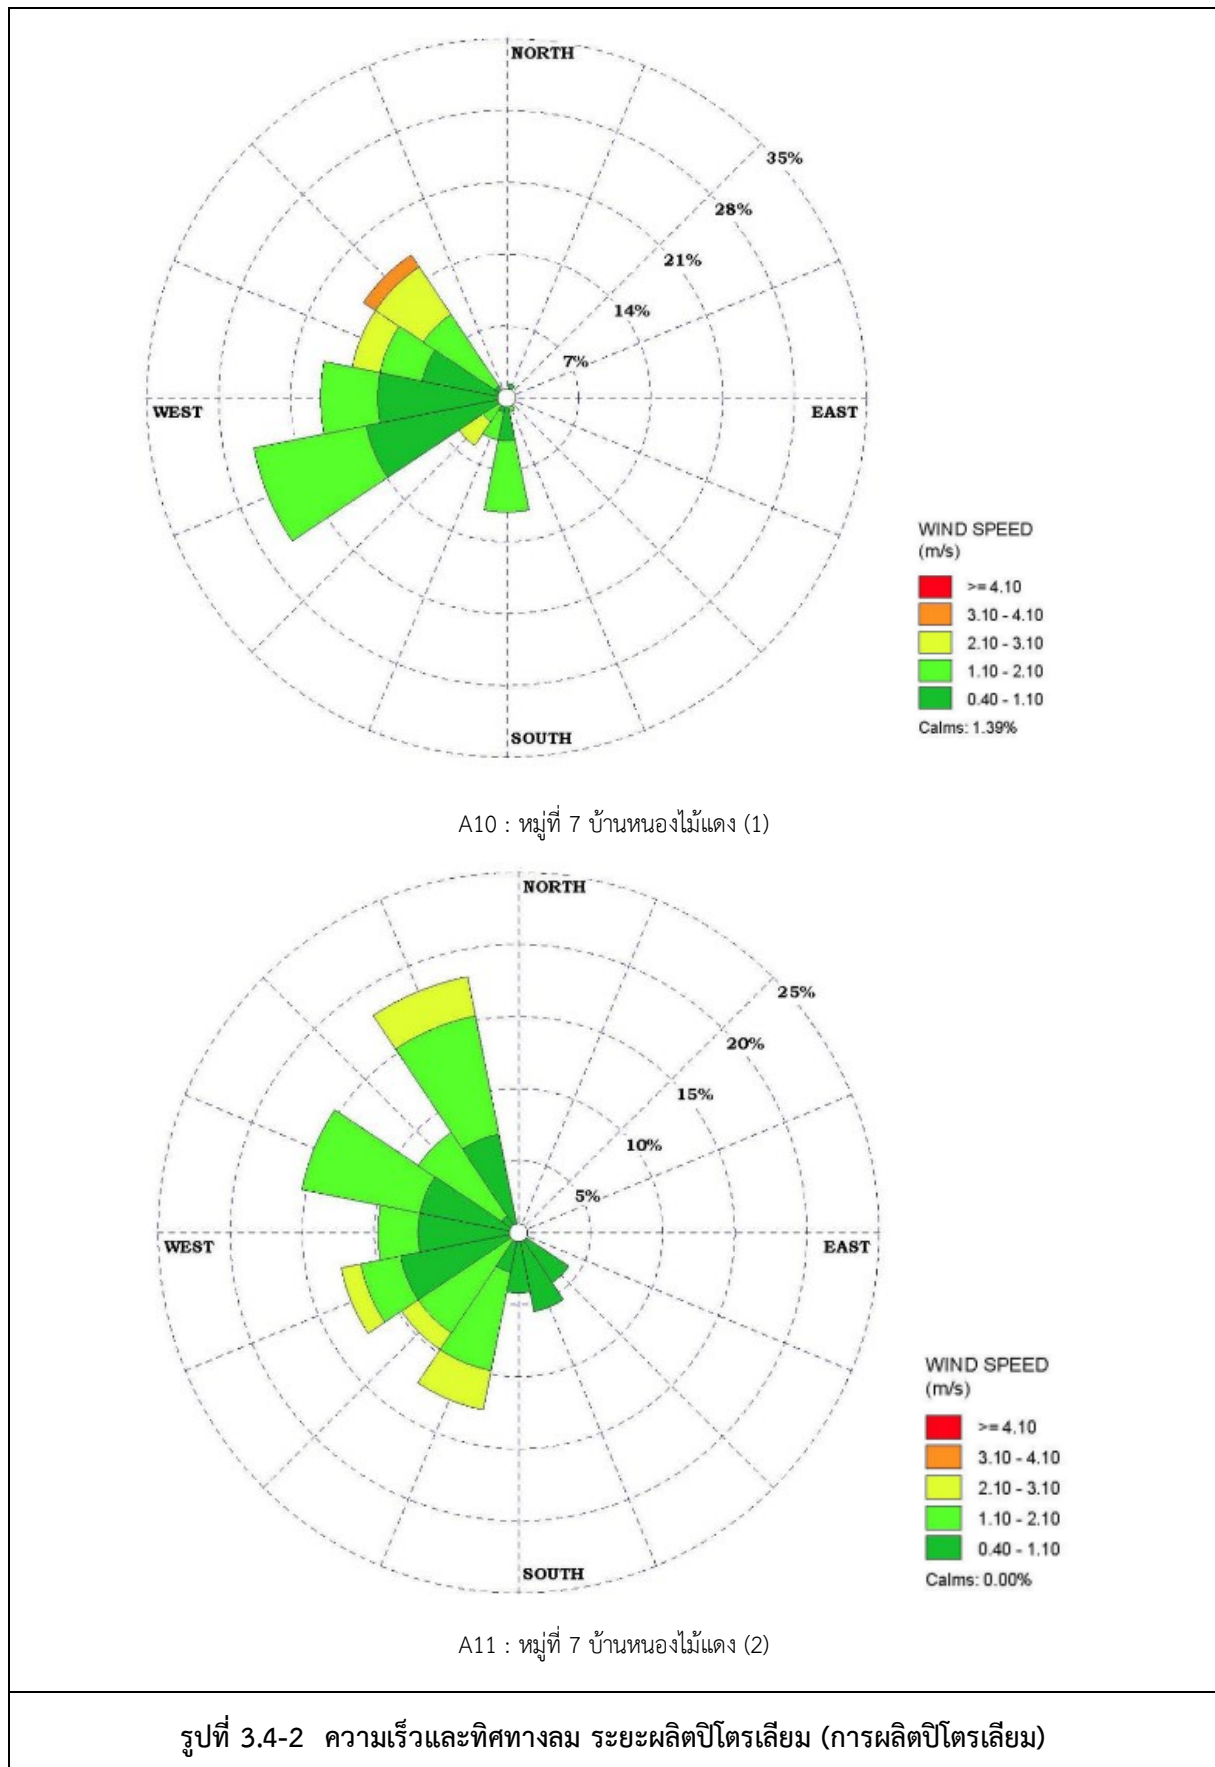 NORTH
35%
28%
21%
14%
7%
WEST
EAST
SOUTH
WIND SPEED
(m/s)
>= 4.10
3.10 - 4.10
2.10 - 3.10
1.10 - 2.10
0.40 - 1.10
Calms: 1.39%
A10 : หมู่ที่ 7 บ้านหนองไม้แดง (1)
NORTH
25%
20%
15%
10%
5%
WEST
EAST
SOUTH
WIND SPEED
(m/s)
>= 4.10
3.10 - 4.10
2.10 - 3.10
1.10 - 2.10
0.40 - 1.10
Calms: 0.00%
A11 : หมู่ที่ 7 บ้านหนองไม้แดง (2)
รูปที่ 3.4-2 ความเร็วและทิศทางลม ระยะผลิตปิโตรเลียม (การผลิตปิโตรเลียม)